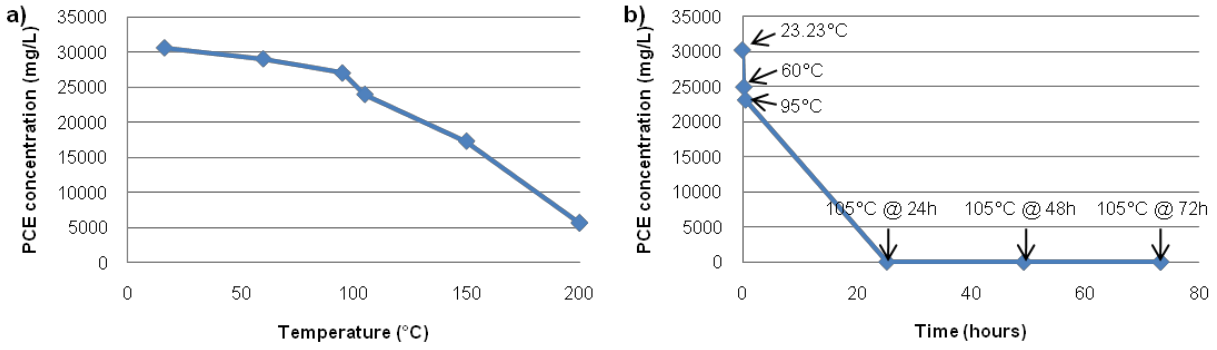 a)
PCE concentration (mg/L)
35000
30000
25000
20000
15000
10000
5000
0
0 50 100 150 200
Temperature (°C)
b)
PCE concentration (mg/L)
35000
30000
25000
20000
15000
10000
5000
0
23.23°C
60°C
95°C
105°C @ 24h 105°C @ 48h 105°C @ 72h
0 20 40 60 80
Time (hours)